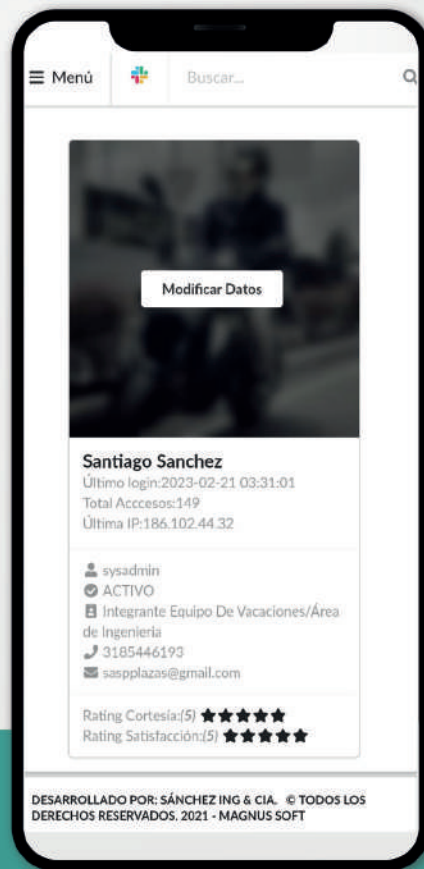 Menú
Buscar...
Modificar Datos
Santiago Sanchez
Último login:2023-02-21 03:31:01
Total Acccesos:149
Última IP:186.102.44.32
sysadmin
ACTIVO
Integrante Equipo De Vacaciones/Área
de Ingenieria
3185446193
saspplazas@gmail.com
Rating Cortesía:(5)
Rating Satisfacción:(5)
DESARROLLADO POR: SÁNCHEZ ING & CIA. © TODOS LOS
DERECHOS RESERVADOS. 2021 - MAGNUS SOFT